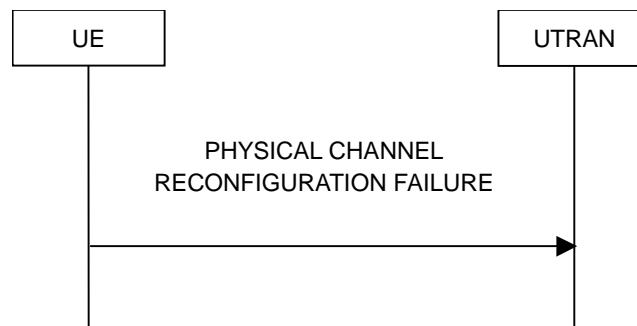 UE
UTRAN
PHYSICAL CHANNEL
RECONFIGURATION FAILURE